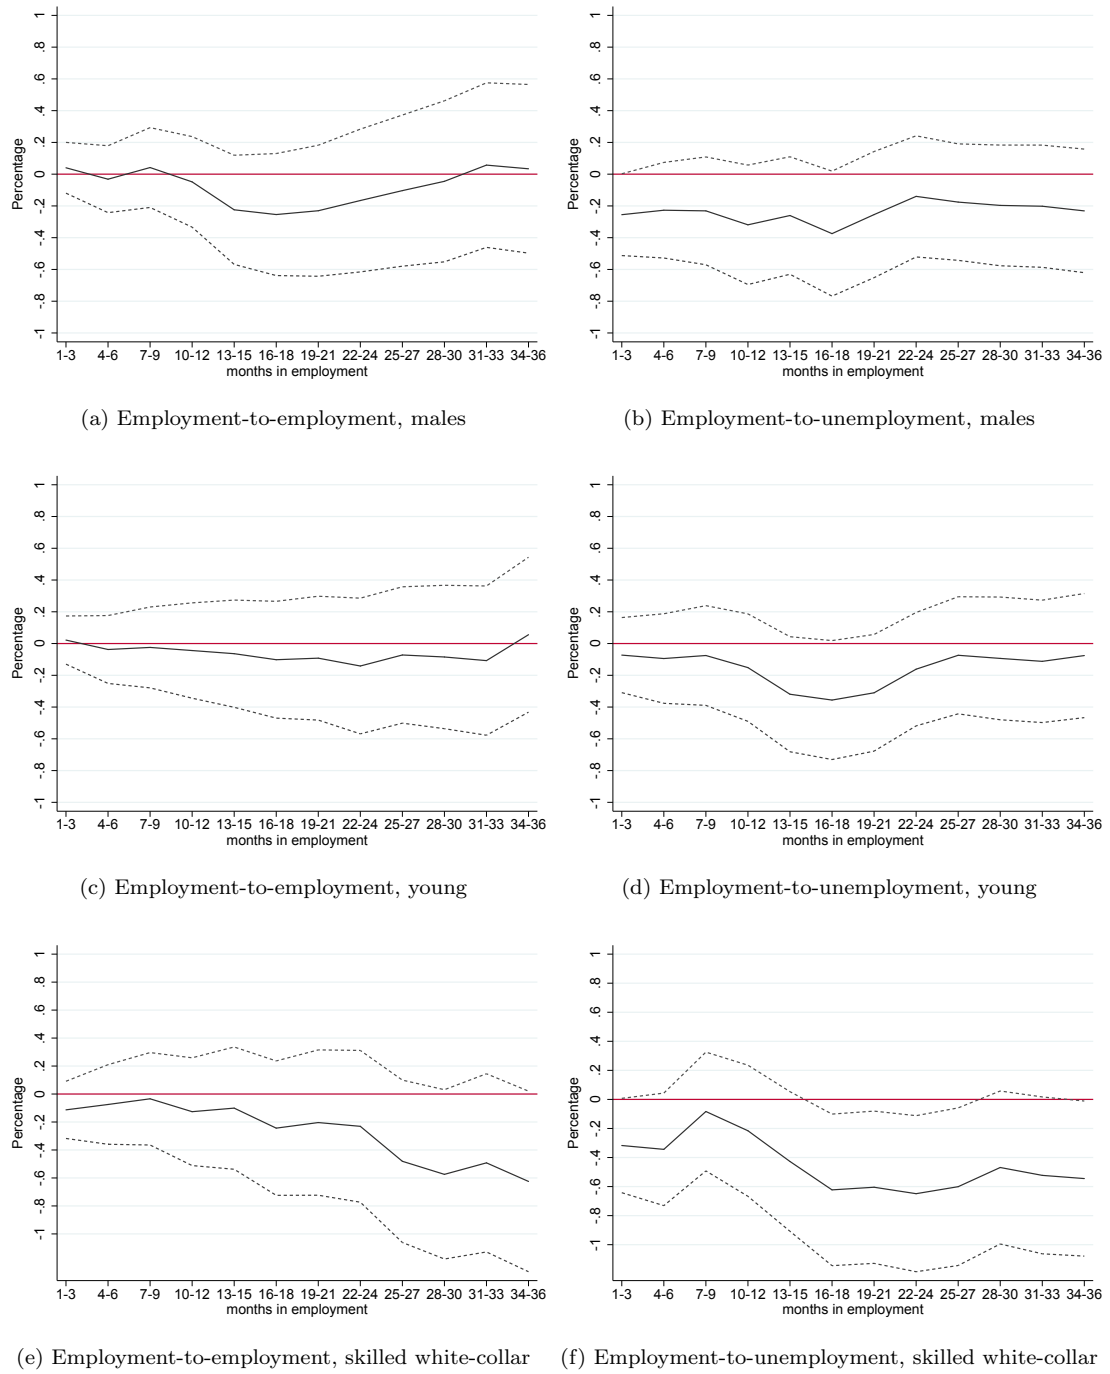 1
.8
.6
.4
.2
0
-.2
-.4
-.6
-.8
-1
Percentage
1-3 4-6 7-9 10-12 13-15 16-18 19-21 22-24 25-27 28-30 31-33 34-36
months in employment
(a) Employment-to-employment, males
1
.8
.6
.4
.2
0
-.2
-.4
-.6
-.8
-1
Percentage
1-3 4-6 7-9 10-12 13-15 16-18 19-21 22-24 25-27 28-30 31-33 34-36
months in employment
(b) Employment-to-unemployment, males
1
.8
.6
.4
.2
0
-.2
-.4
-.6
-.8
-1
Percentage
1-3 4-6 7-9 10-12 13-15 16-18 19-21 22-24 25-27 28-30 31-33 34-36
months in employment
(c) Employment-to-employment, young
1
.8
.6
.4
.2
0
-.2
-.4
-.6
-.8
-1
Percentage
1-3 4-6 7-9 10-12 13-15 16-18 19-21 22-24 25-27 28-30 31-33 34-36
months in employment
(d) Employment-to-unemployment, young
1
.8
.6
.4
.2
0
-.2
-.4
-.6
-.8
-1
Percentage
1-3 4-6 7-9 10-12 13-15 16-18 19-21 22-24 25-27 28-30 31-33 34-36
months in employment
(e) Employment-to-employment, skilled white-collar
1
.8
.6
.4
.2
0
-.2
-.4
-.6
-.8
-1
Percentage
1-3 4-6 7-9 10-12 13-15 16-18 19-21 22-24 25-27 28-30 31-33 34-36
months in employment
(f) Employment-to-unemployment, skilled white-collar